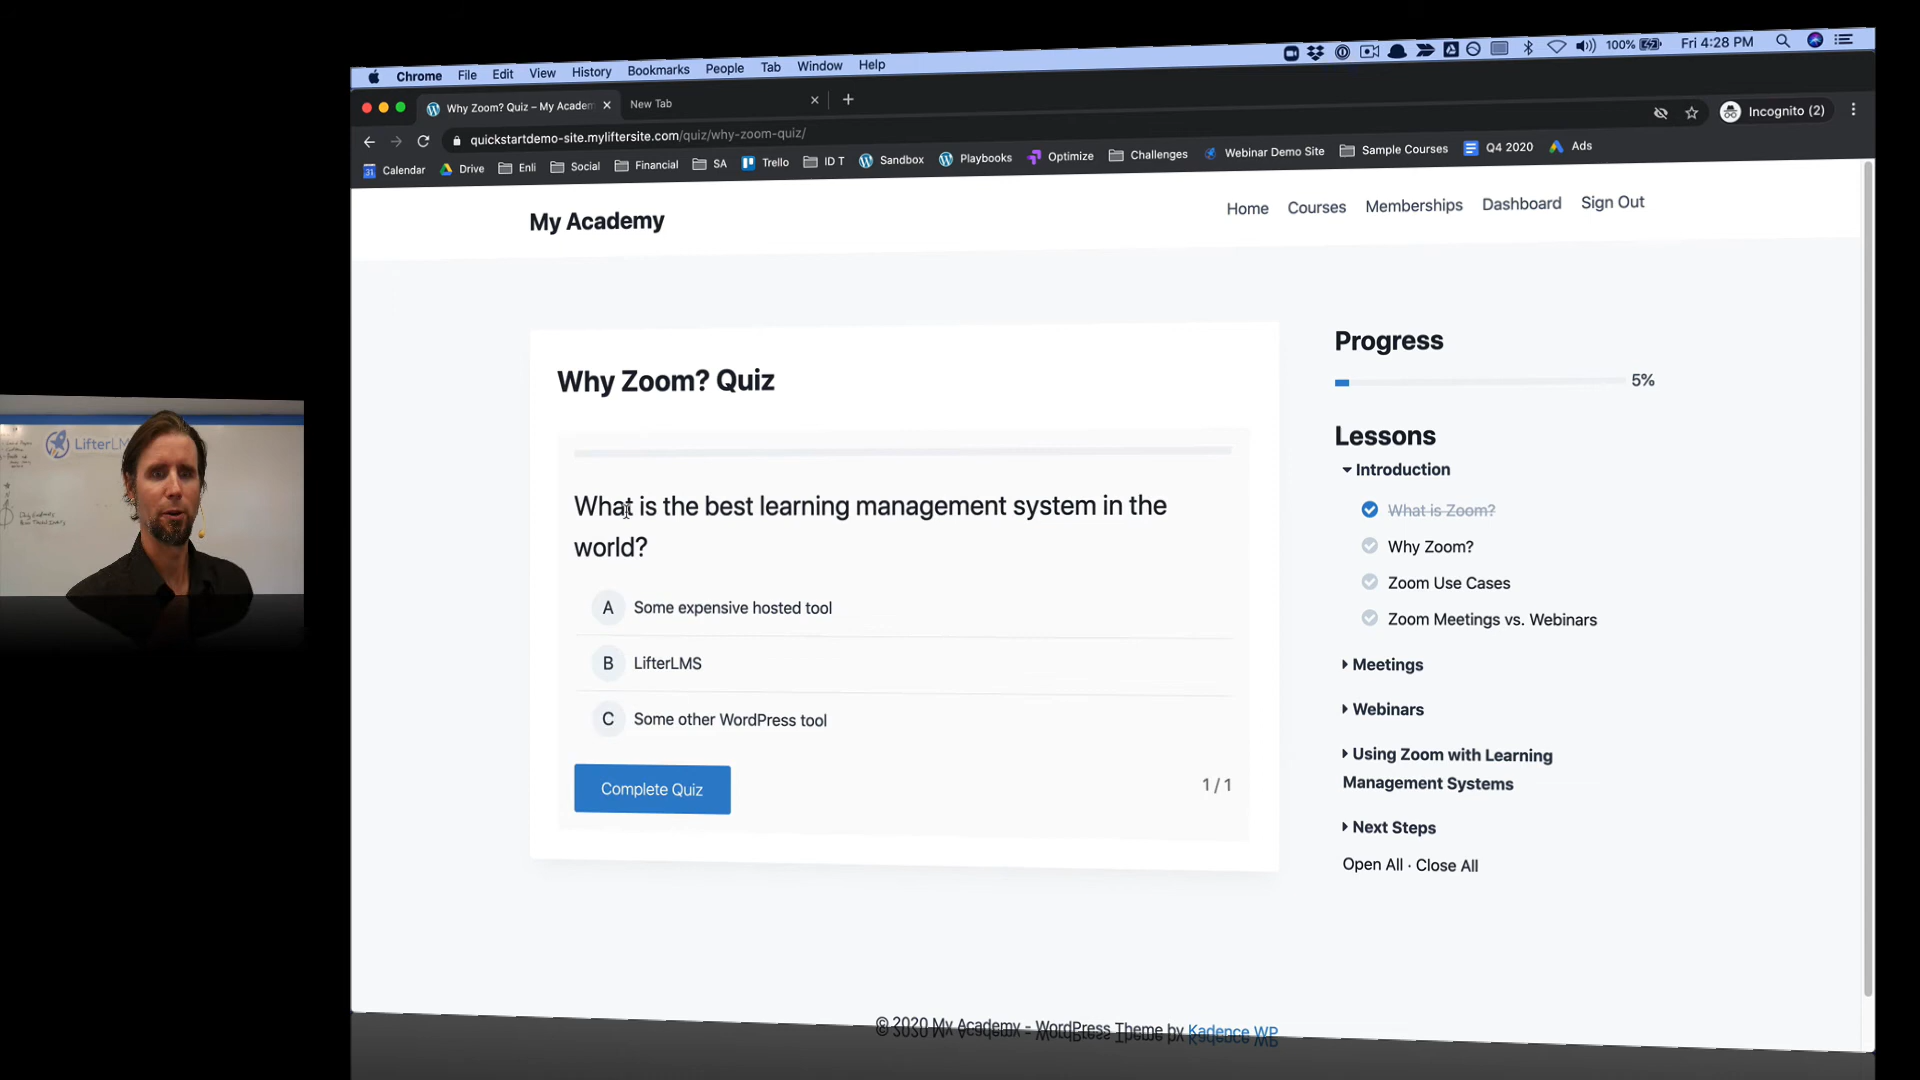 Chrome File Edit View History Bookmarks People Tab Window Help
100% Fri 4:28 PM
Why Zoom? Quiz – My Academ
New Tab
quickstartdemo-site.myliftersite.com/quiz/why-zoom-quiz/
Incognito (2)
Calendar Drive Enli Social Financial SA Trello ID T Sandbox Playbooks Optimize Challenges Webinar Demo Site Sample Courses Q4 2020 Ads
My Academy
Home Courses Memberships Dashboard Sign Out
Why Zoom? Quiz
What is the best learning management system in the
world?
A Some expensive hosted tool
B LifterLMS
C Some other WordPress tool
Complete Quiz
1 / 1
Progress
5%
Lessons
Introduction
What is Zoom?
Why Zoom?
Zoom Use Cases
Zoom Meetings vs. Webinars
Meetings
Webinars
Using Zoom with Learning
Management Systems
Next Steps
Open All · Close All
© 2020 My Academy - WordPress Theme by Kadence WP
LifterLM